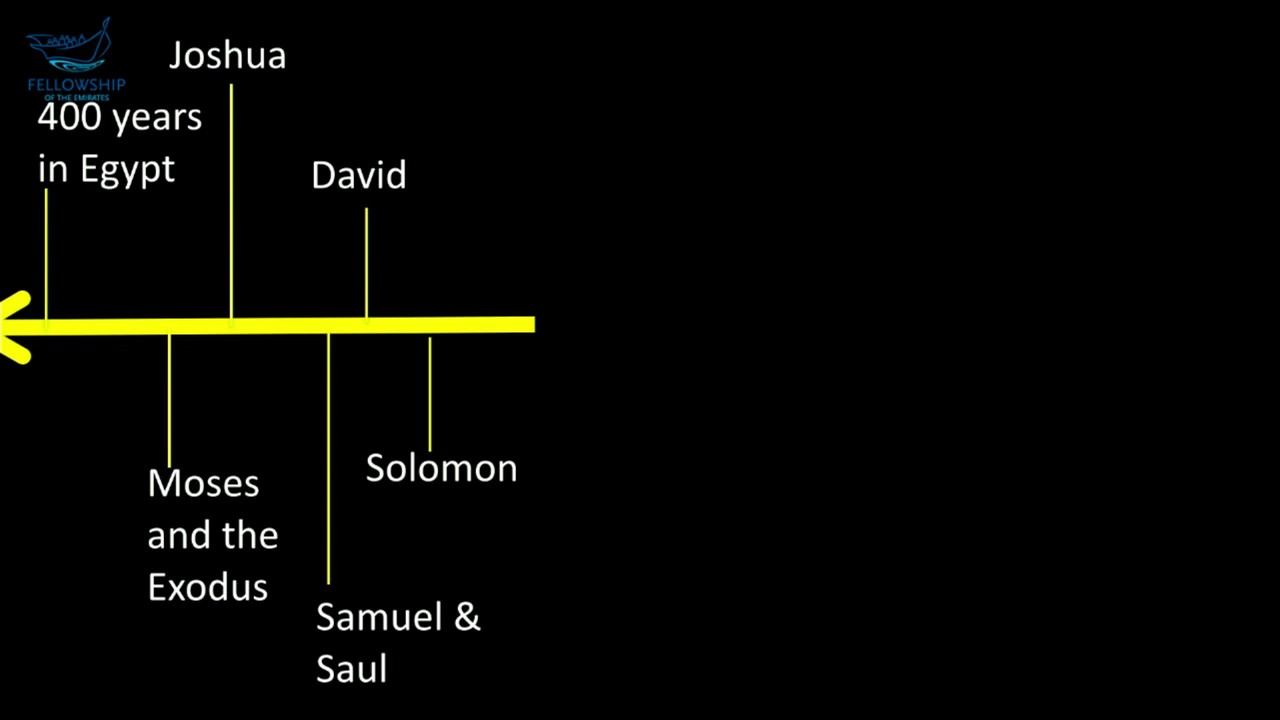 Joshua
FELLOWSHIP
OF THE EMIRATES
400 years
in Egypt
David
Solomon
Moses
and the
Exodus
Samuel &
Saul